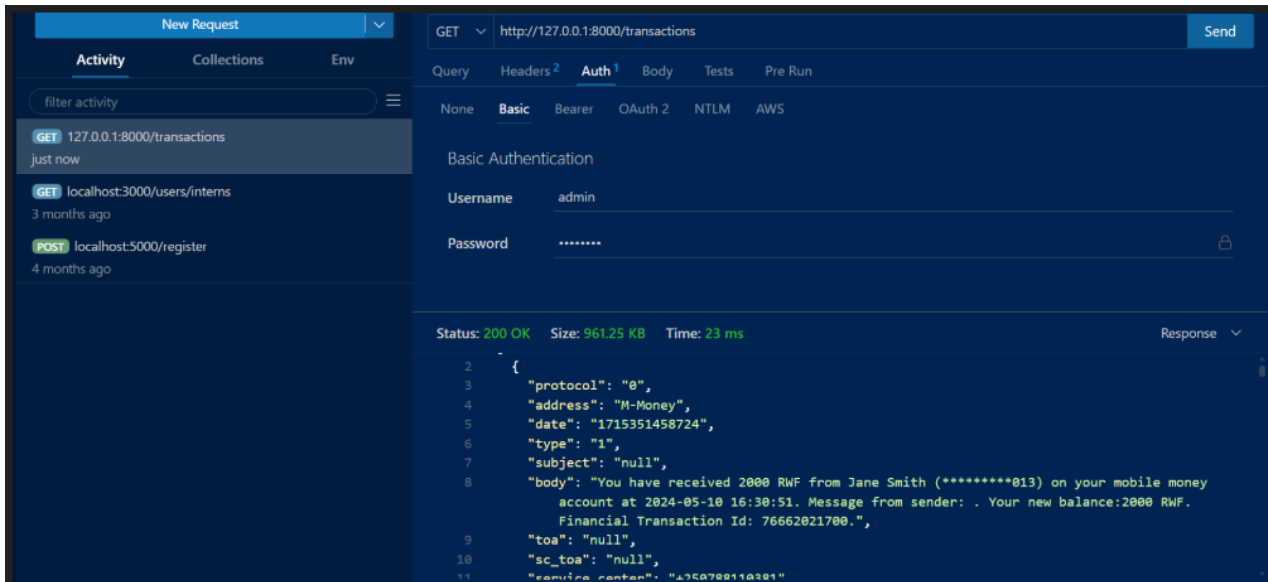 New Request
Activity Collections Env
filter activity
GET 127.0.0.1:8000/transactions
just now
GET localhost:3000/users/interns
3 months ago
POST localhost:5000/register
4 months ago
GET http://127.0.0.1:8000/transactions Send
Query Headers 2 Auth 1 Body Tests Pre Run
None Basic Bearer OAuth 2 NTLM AWS
Basic Authentication
Username admin
Password ••••••••
Status: 200 OK Size: 961.25 KB Time: 23 ms Response
2 {
3 "protocol": "0",
4 "address": "M-Money",
5 "date": "1715351458724",
6 "type": "1",
7 "subject": "null",
8 "body": "You have received 2000 RWF from Jane Smith (*********013) on your mobile money
account at 2024-05-10 16:30:51. Message from sender: . Your new balance:2000 RWF.
Financial Transaction Id: 76662021700.",
9 "toa": "null",
10 "sc_toa": "null",
11 "service_center": "+250788110381"